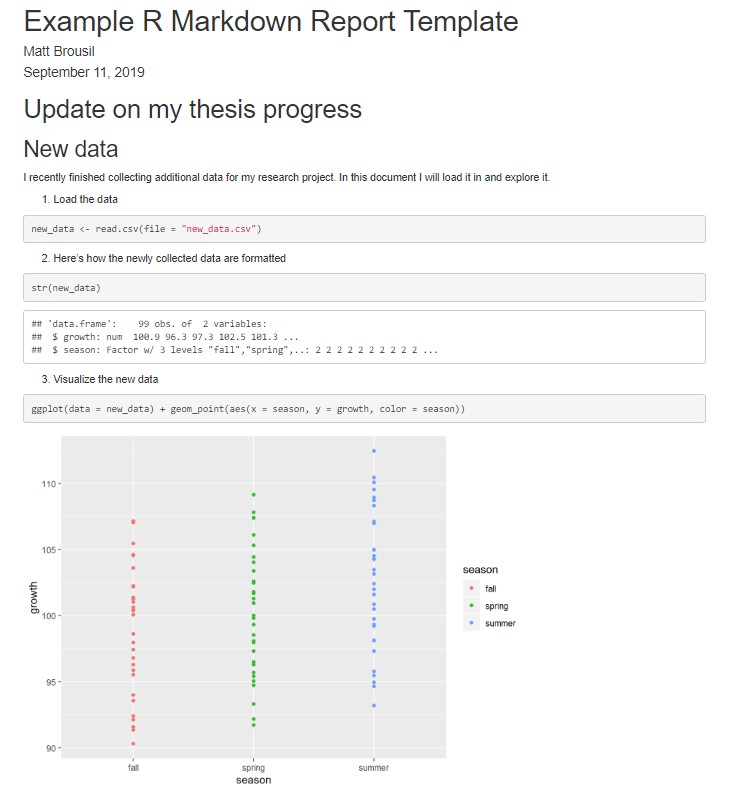 Example R Markdown Report Template
Matt Brousil
September 11, 2019
Update on my thesis progress
New data
I recently finished collecting additional data for my research project. In this document I will load it in and explore it.
1. Load the data
new_data <- read.csv(file = "new_data.csv")
2. Here's how the newly collected data are formatted
str(new_data)
## 'data.frame':    99 obs. of  2 variables:
##  $ growth: num  100.9 96.3 97.3 102.5 101.3 ...
##  $ season: Factor w/ 3 levels "fall","spring",..: 2 2 2 2 2 2 2 2 2 2 ...
3. Visualize the new data
ggplot(data = new_data) + geom_point(aes(x = season, y = growth, color = season))
110
105
100
95
90
growth
fall
spring
summer
season
season
fall
spring
summer